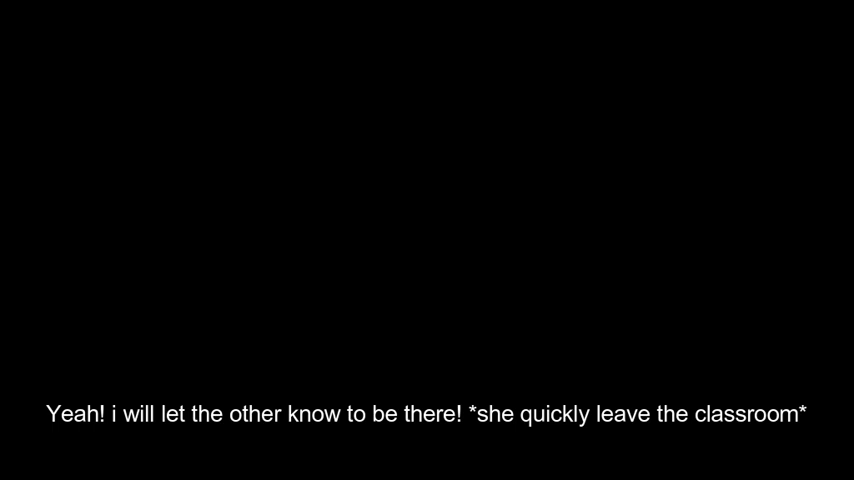 Yeah! i will let the other know to be there! *she quickly leave the classroom*